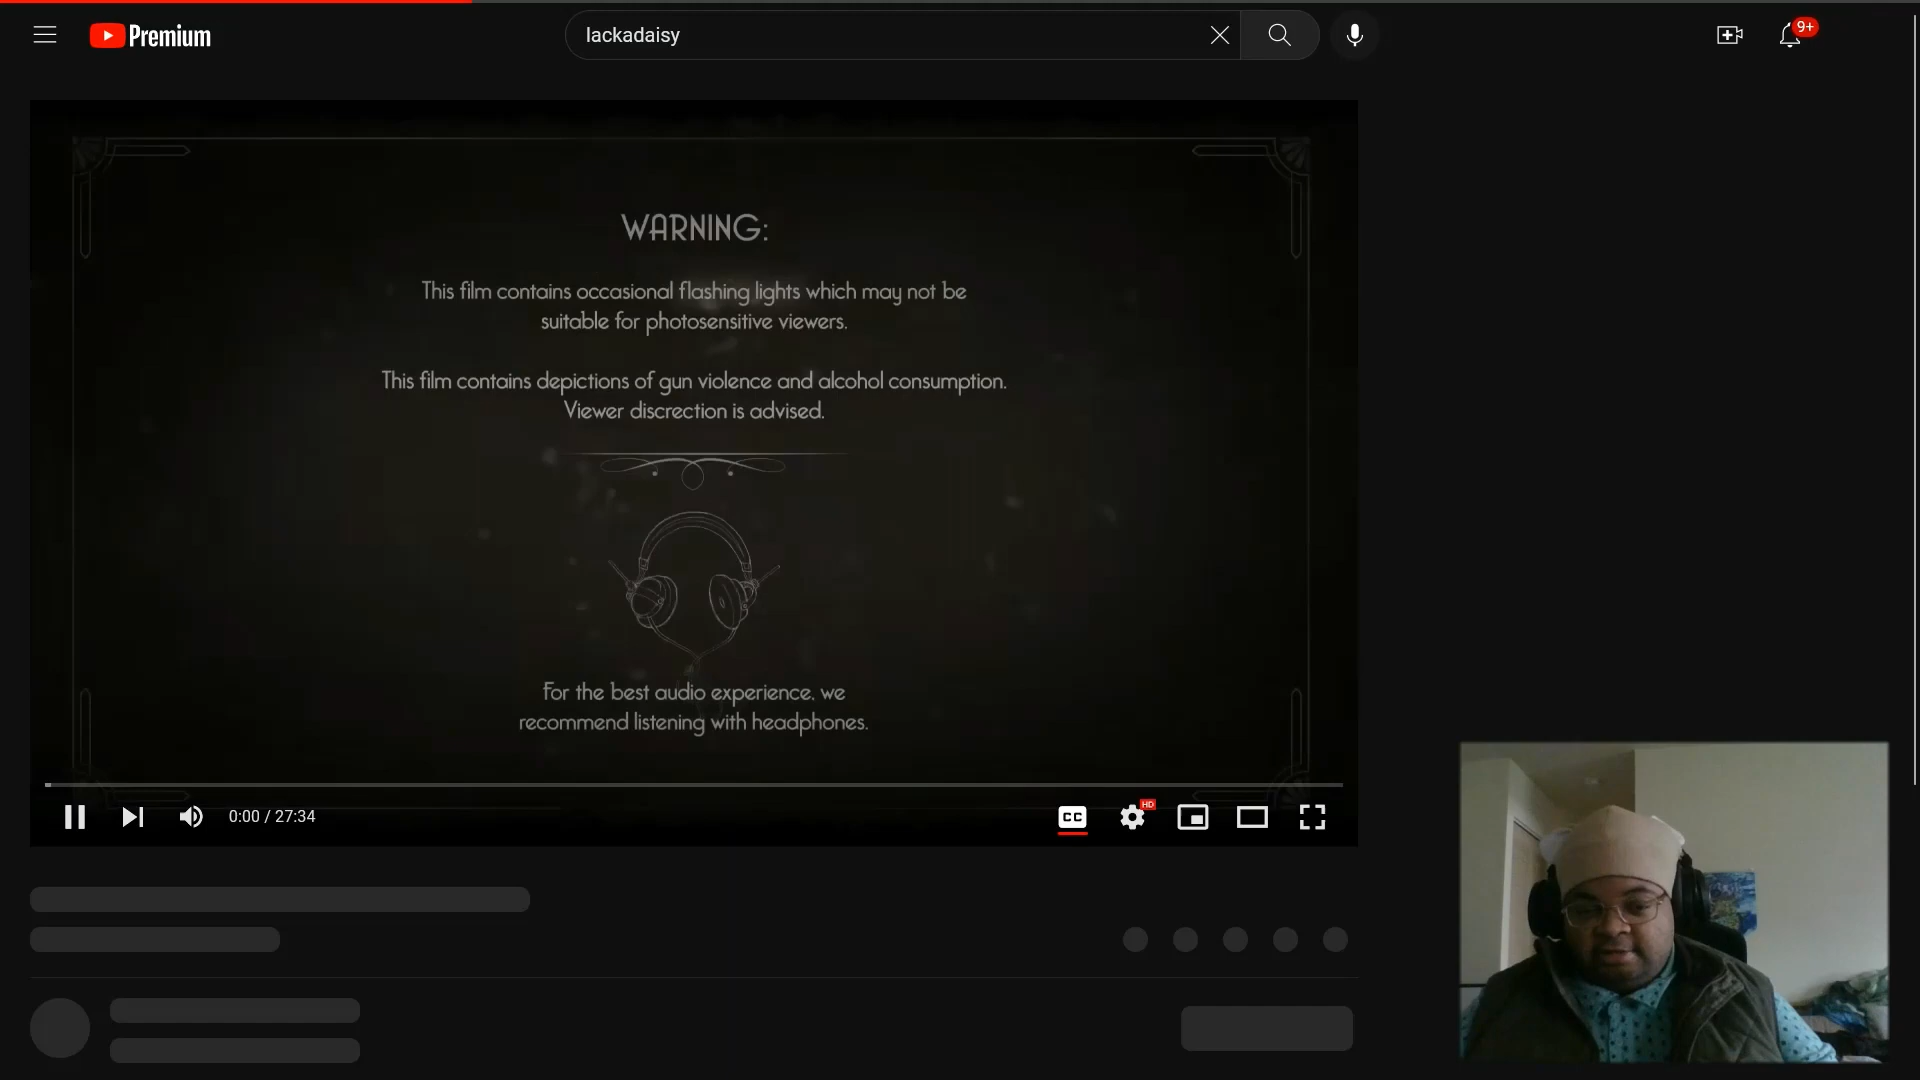 Premium
lackadaisy
9+
WARNING:
This film contains occasional flashing lights which may not be
suitable for photosensitive viewers.
This film contains depictions of gun violence and alcohol consumption.
Viewer discrection is advised.
For the best audio experience, we
recommend listening with headphones.
0:00 / 27:34
CC
HD